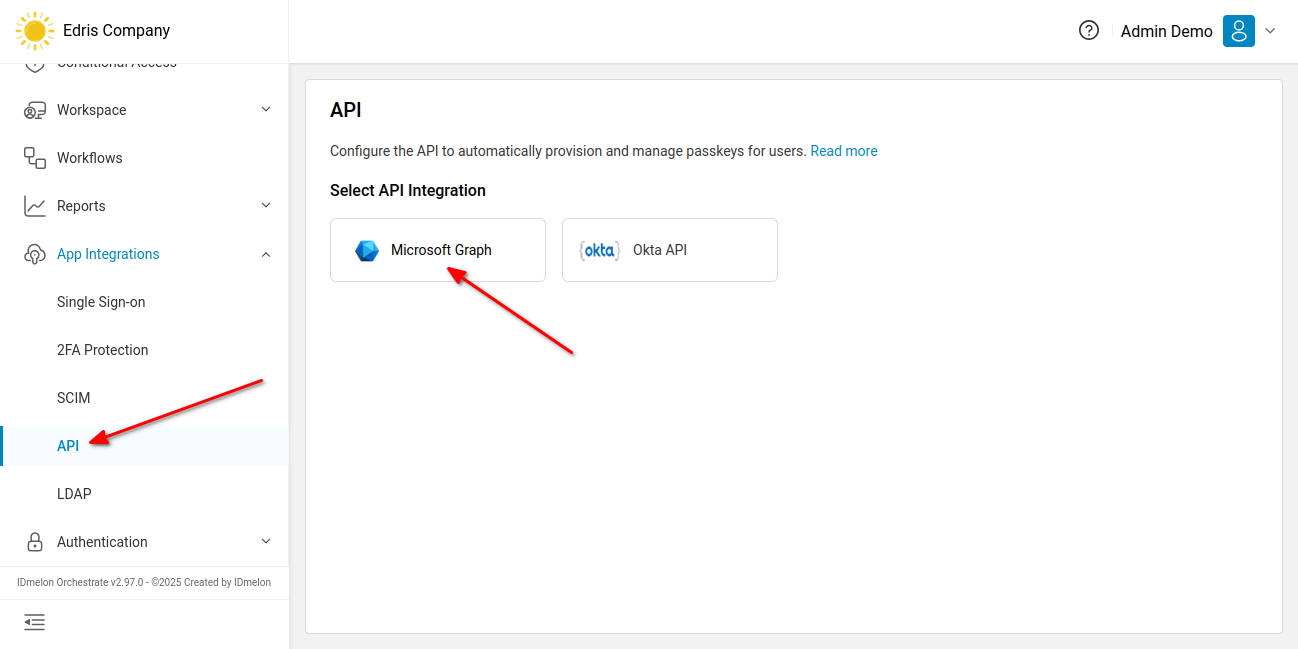 Edris Company
Admin Demo
Conditional Access
Workspace
Workflows
Reports
App Integrations
Single Sign-on
2FA Protection
SCIM
API
LDAP
Authentication
IDmelon Orchestrate v2.97.0 - ©2025 Created by IDmelon
API
Configure the API to automatically provision and manage passkeys for users. Read more
Select API Integration
Microsoft Graph
{okta} Okta API